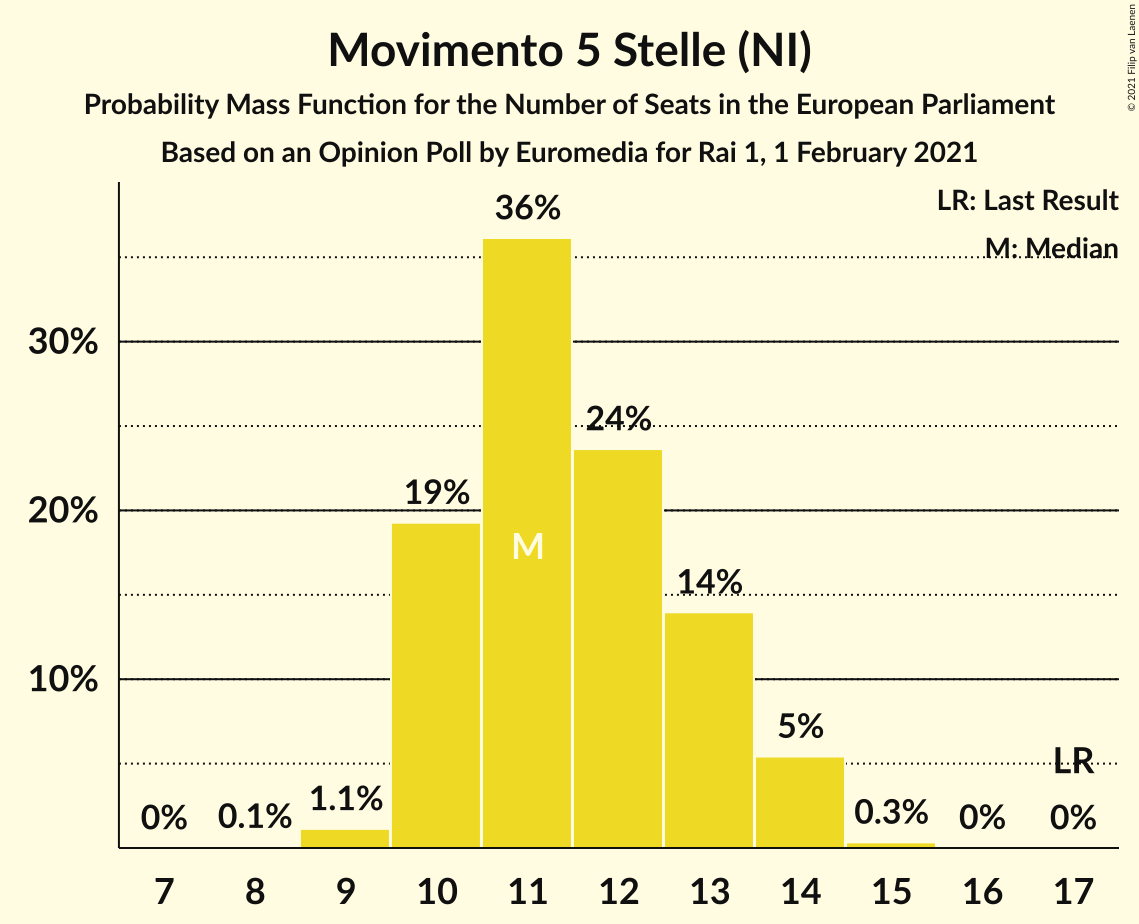 Movimento 5 Stelle (NI)
Probability Mass Function for the Number of Seats in the European Parliament
Based on an Opinion Poll by Euromedia for Rai 1, 1 February 2021
© 2021 Filip van Laenen
LR: Last Result
M: Median
36%
30%
24%
19%
20%
M
14%
10%
5%
LR
0%
0.1%
1.1%
0.3%
0%
0%
7 8 9 10 11 12 13 14 15 16 17